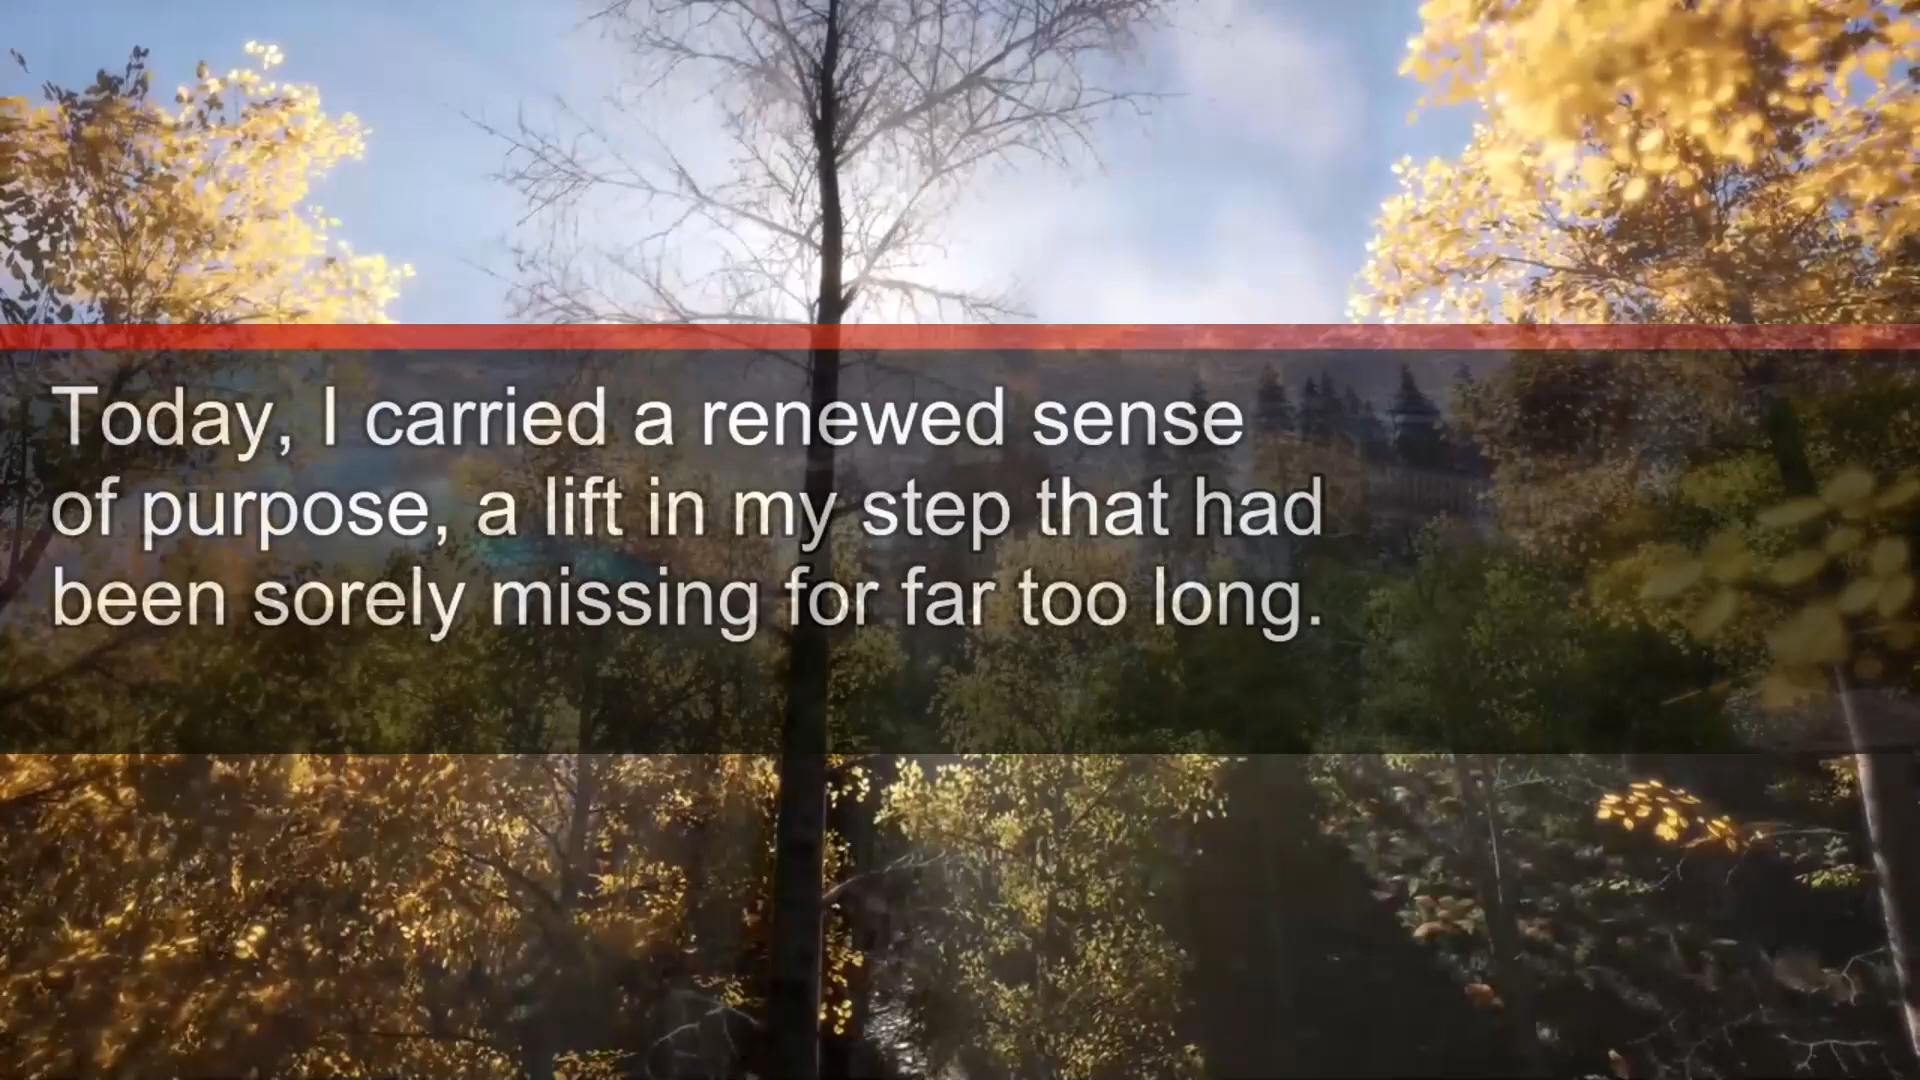 Today, I carried a renewed sense
of purpose, a lift in my step that had
been sorely missing for far too long.